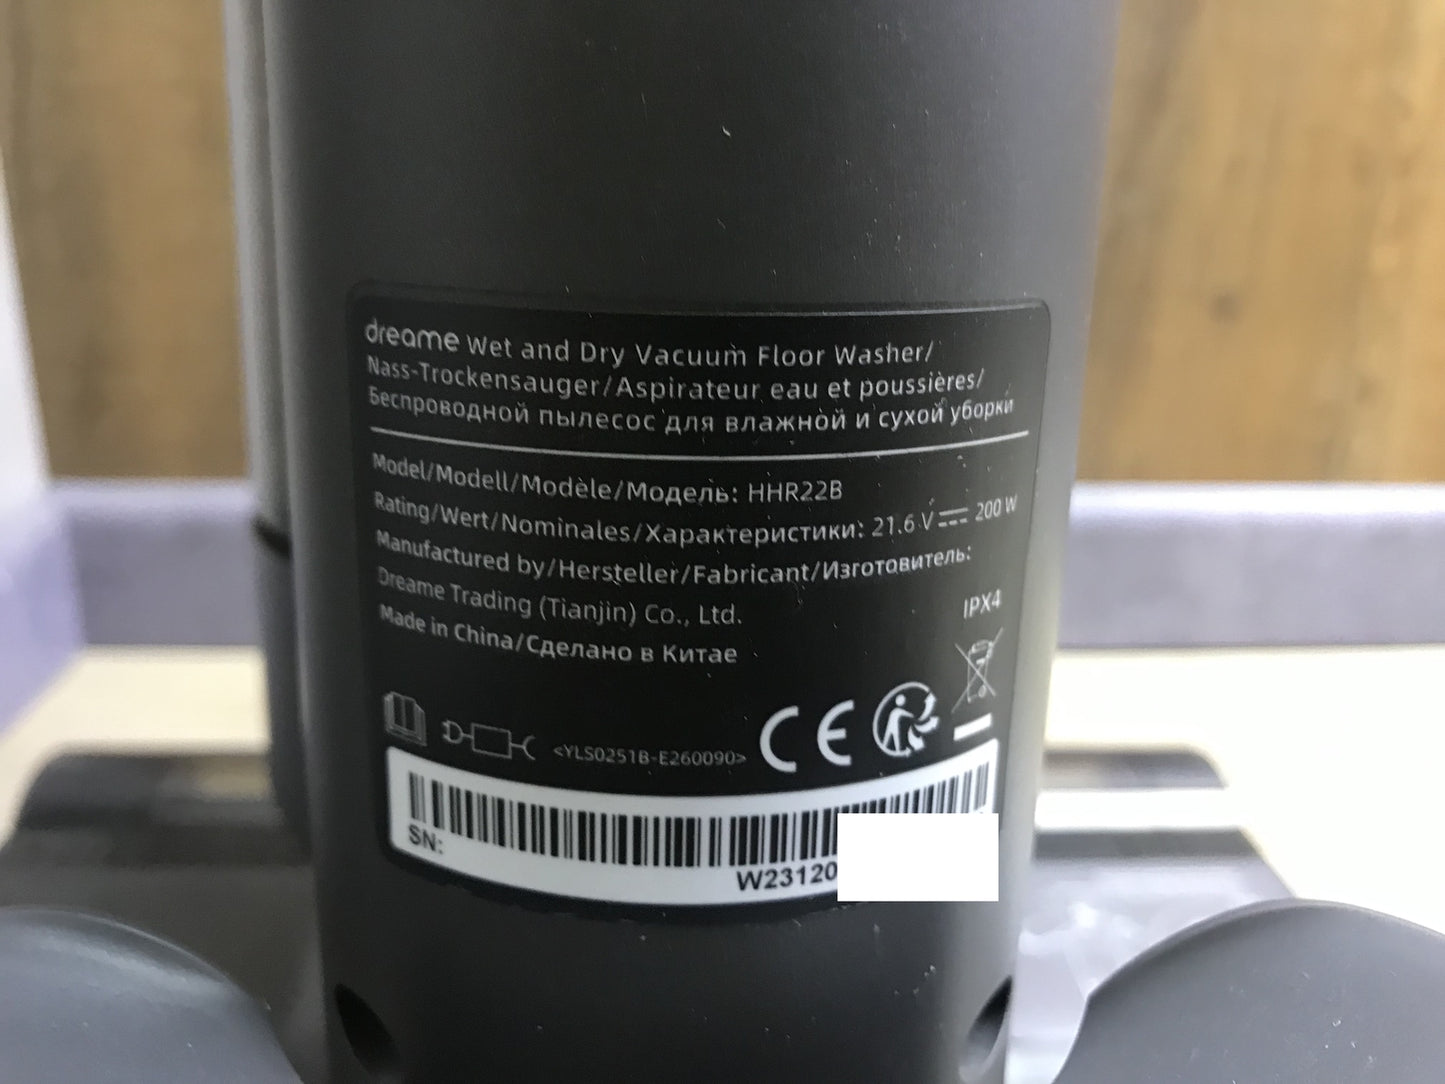 dreame Wet and Dry Vacuum Floor Washer/
Nass-Trockensauger/Aspirateur eau et poussières/
Беспроводной пылесос для влажной и сухой уборки
Model/Modell/Modèle/Модель: HHR22B
Rating/Wert/Nominales/Характеристики: 21.6 V⎓ 200 W
Manufactured by/Hersteller/Fabricant/Изготовитель:
Dreame Trading (Tianjin) Co., Ltd.
IPX4
Made in China/Сделано в Китае
<YLS0251B-E260090>
CE
SN:
W23120